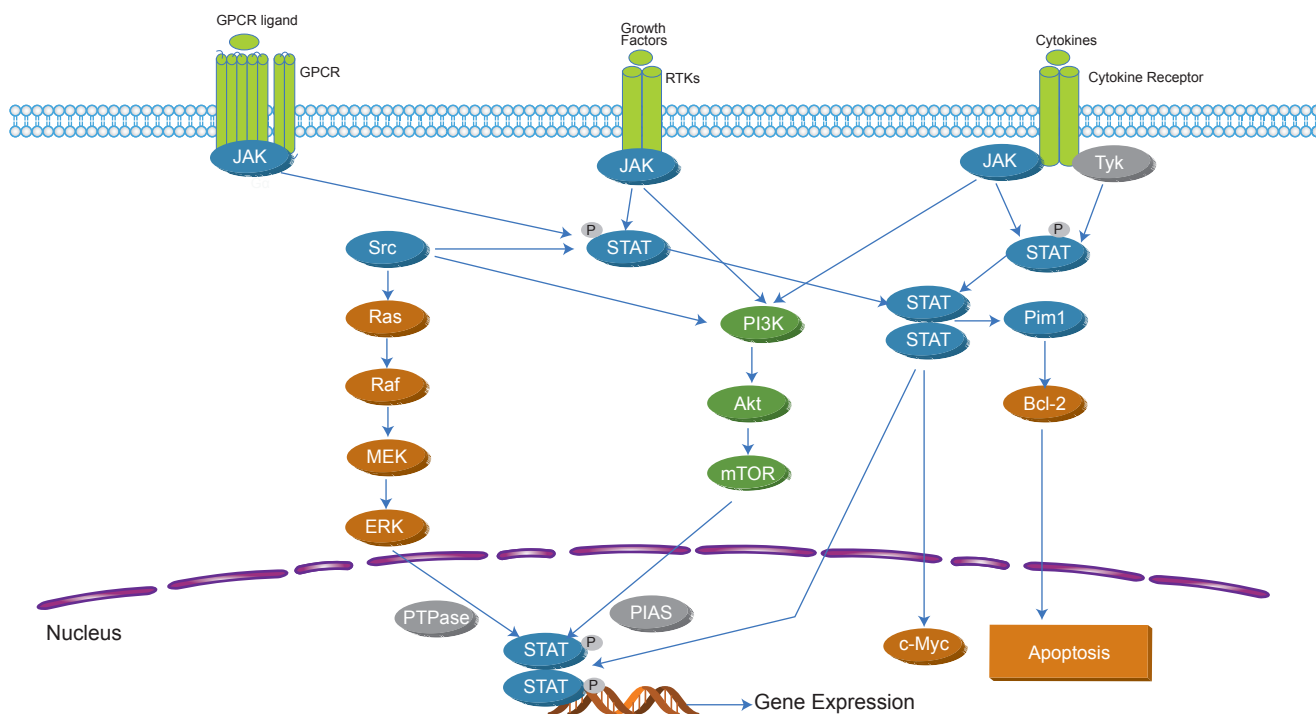 GPCR ligand
Growth
Factors
Cytokines
GPCR
RTKs
Cytokine Receptor
JAK
JAK
JAK
Tyk
P
P
Src
STAT
STAT
STAT
Ras
PI3K
Pim1
STAT
Raf
Akt
Bcl-2
MEK
mTOR
ERK
PTPase
PIAS
Nucleus
STAT
P
c-Myc
Apoptosis
STAT
P
Gene Expression